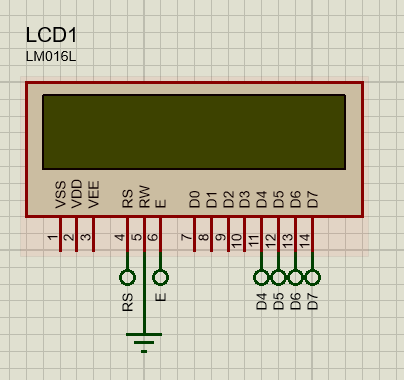 LCD1
LM016L
VSS VDD VEE RS RW E D0 D1 D2 D3 D4 D5 D6 D7
1 2 3 4 5 6 7 8 9 10 11 12 13 14
RS E D4 D5 D6 D7